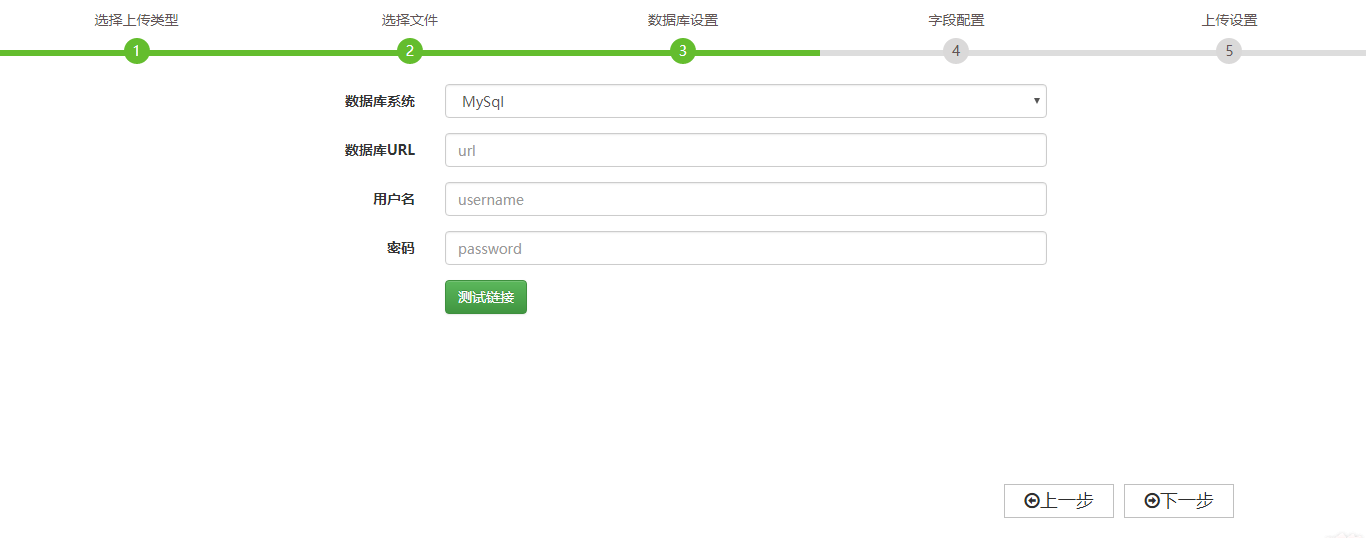 选择上传类型 选择文件 数据库设置 字段配置 上传设置
1 2 3 4 5
数据库系统 MySql
数据库URL url
用户名 username
密码 password
测试链接
上一步 下一步